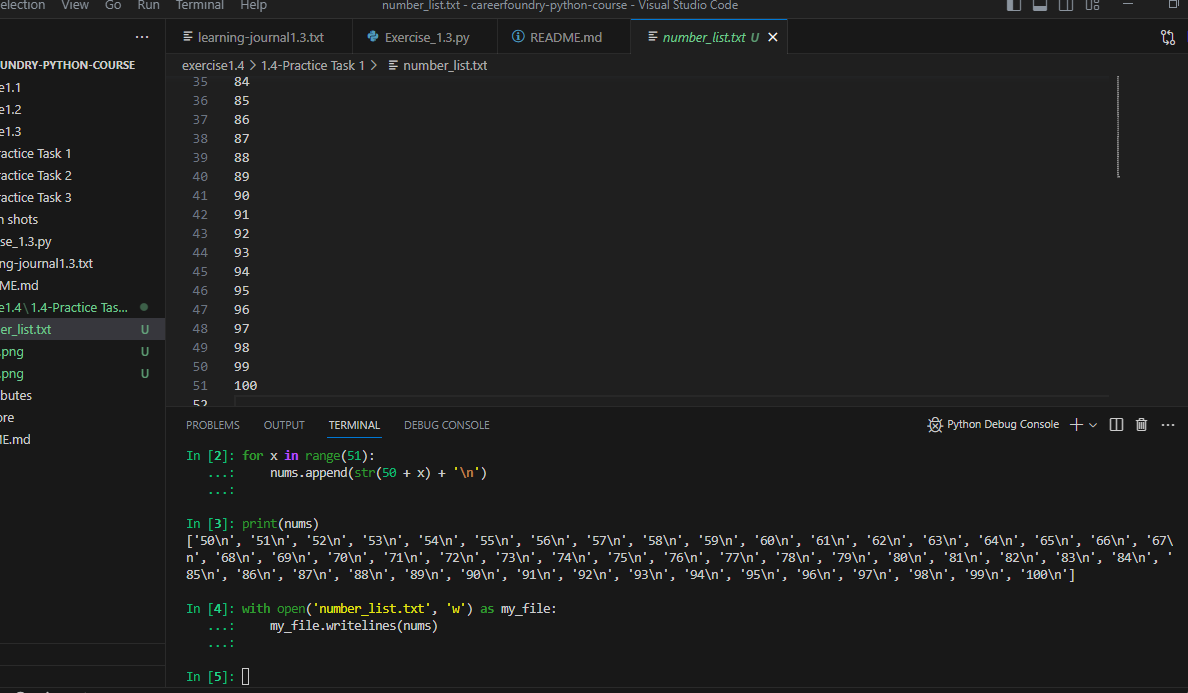 election View Go Run Terminal Help number_list.txt - careerfoundry-python-course - Visual Studio Code
... learning-journal1.3.txt Exercise_1.3.py README.md number_list.txt U
UNDRY-PYTHON-COURSE
exercise1.4 > 1.4-Practice Task 1 > number_list.txt
e1.1
e1.2
e1.3
ractice Task 1
ractice Task 2
ractice Task 3
n shots
se_1.3.py
ng-journal1.3.txt
ME.md
e1.4\1.4-Practice Tas...
er_list.txt U
.png U
.png U
butes
ore
1E.md
35 84
36 85
37 86
38 87
39 88
40 89
41 90
42 91
43 92
44 93
45 94
46 95
47 96
48 97
49 98
50 99
51 100
52
PROBLEMS OUTPUT TERMINAL DEBUG CONSOLE Python Debug Console
In [2]: for x in range(51):
...: nums.append(str(50 + x) + '\n')
...:
In [3]: print(nums)
['50\n', '51\n', '52\n', '53\n', '54\n', '55\n', '56\n', '57\n', '58\n', '59\n', '60\n', '61\n', '62\n', '63\n', '64\n', '65\n', '66\n', '67\
n', '68\n', '69\n', '70\n', '71\n', '72\n', '73\n', '74\n', '75\n', '76\n', '77\n', '78\n', '79\n', '80\n', '81\n', '82\n', '83\n', '84\n', '
85\n', '86\n', '87\n', '88\n', '89\n', '90\n', '91\n', '92\n', '93\n', '94\n', '95\n', '96\n', '97\n', '98\n', '99\n', '100\n']
In [4]: with open('number_list.txt', 'w') as my_file:
...: my_file.writelines(nums)
...:
In [5]: